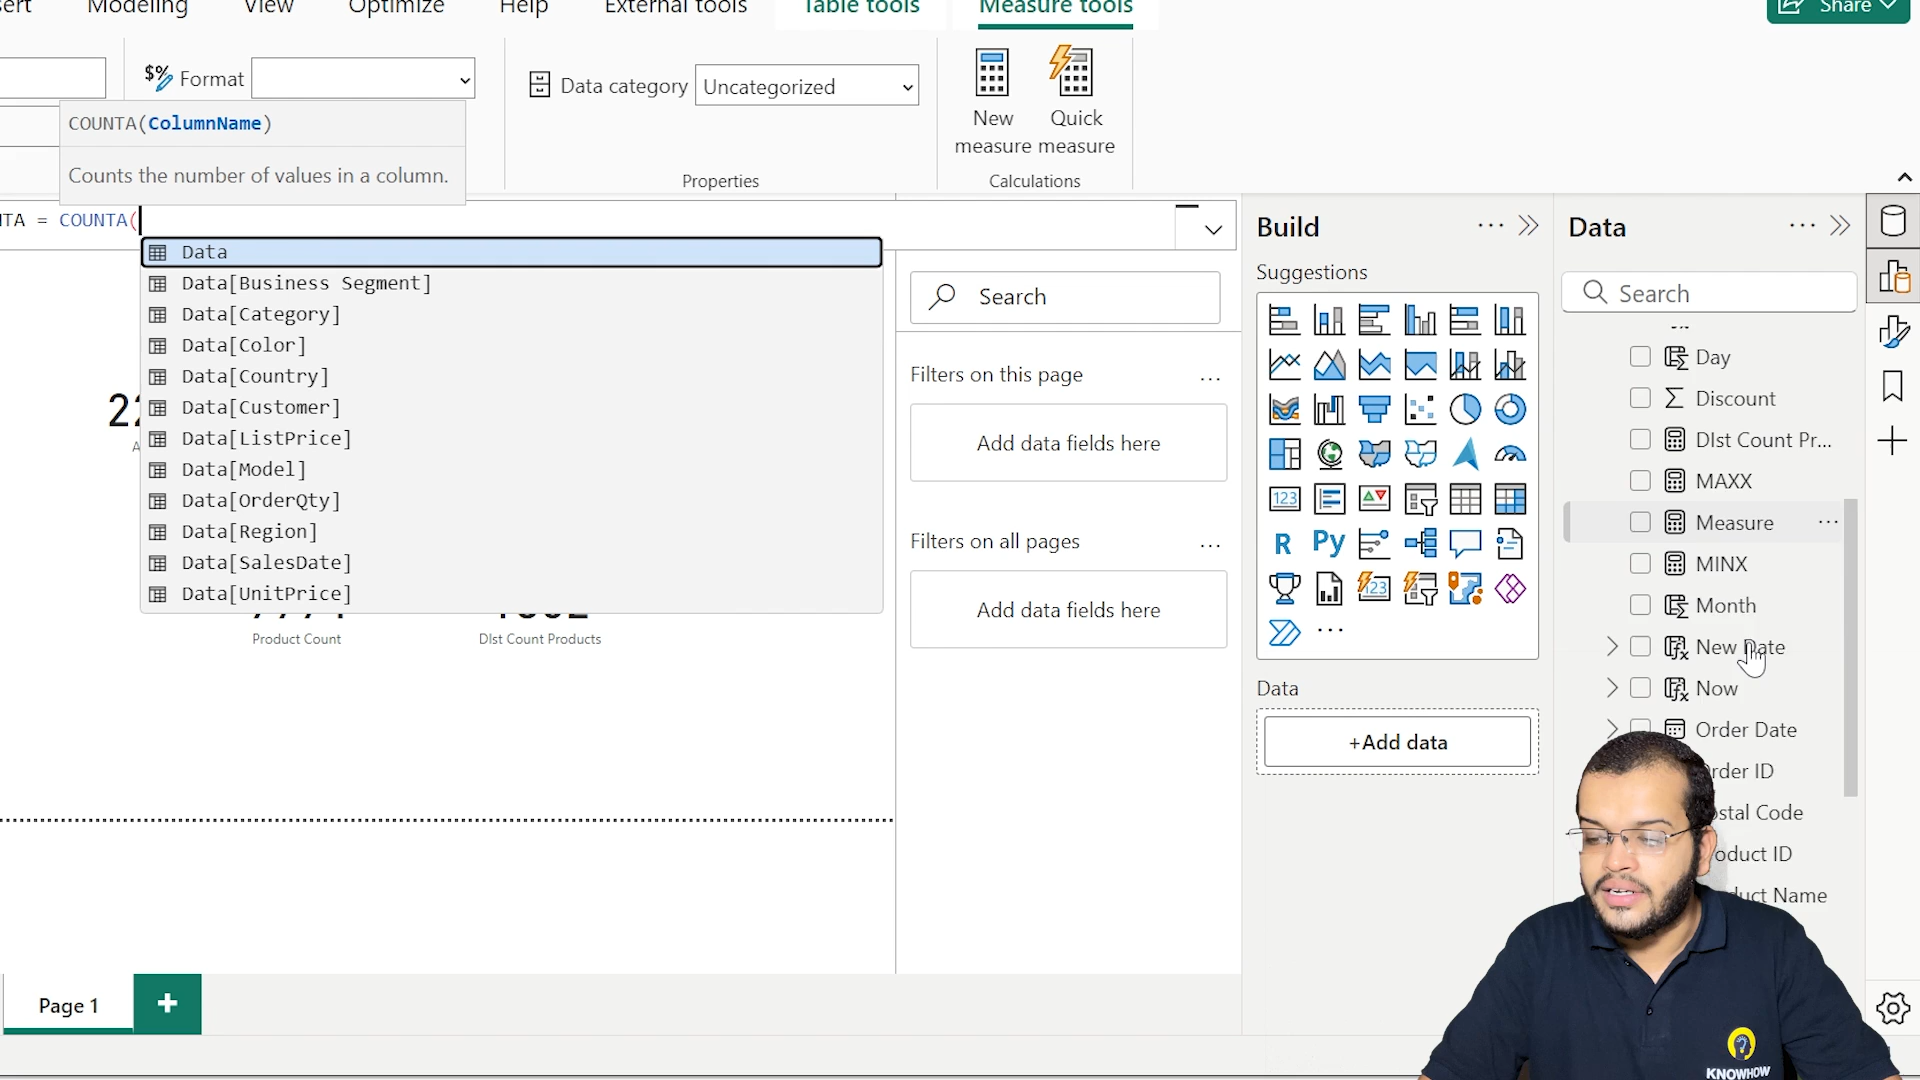 Modeling View Optimize Help External tools Table tools Measure tools Share
Format
Data category Uncategorized
New measure
Quick measure
Properties
Calculations
COUNTA(ColumnName)
Counts the number of values in a column.
= COUNTA(
Data
Data[Business Segment]
Data[Category]
Data[Color]
Data[Country]
Data[Customer]
Data[ListPrice]
Data[Model]
Data[OrderQty]
Data[Region]
Data[SalesDate]
Data[UnitPrice]
Product Count
DIst Count Products
Search
Filters on this page
Add data fields here
Filters on all pages
Add data fields here
Build
Suggestions
123
R Py
123
Data
+Add data
Data
Search
Day
Discount
DIst Count Pr...
MAXX
Measure
MINX
Month
New Date
Now
Order Date
ID
Code
ID
Name
Page 1
KNOWHOW